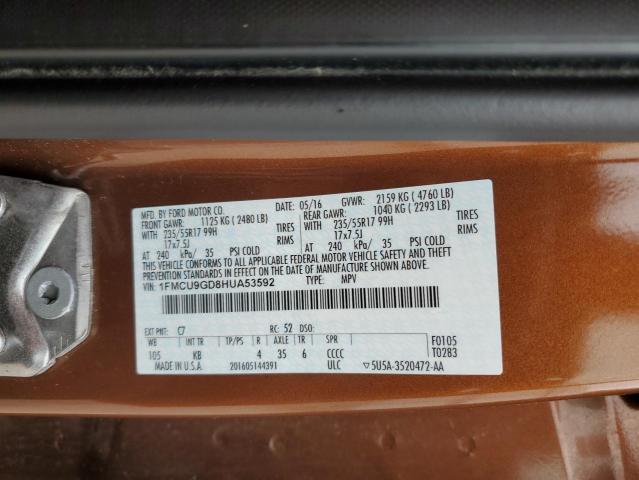 MFD. BY FORD MOTOR CO. DATE: 05/16 GVWR: 2159 KG ( 4760 LB)
FRONT GAWR: 1125 KG ( 2480 LB) REAR GAWR: 1040 KG ( 2293 LB)
WITH 235/55R17 99H TIRES WITH 235/55R17 99H TIRES
17x7.5J RIMS 17x7.5J RIMS
AT 240 kPa/ 35 PSI COLD AT 240 kPa/ 35 PSI COLD
THIS VEHICLE CONFORMS TO ALL APPLICABLE FEDERAL MOTOR VEHICLE SAFETY AND THEFT
PREVENTION STANDARDS IN EFFECT ON THE DATE OF MANUFACTURE SHOWN ABOVE.
VIN: 1FMCU9GD8HUA53592 TYPE: MPV
EXT PNT: C7 RC: 52 DSO:
WB INT TR TP/PS R AXLE TR SPR F0105
105 KB 4 35 6 CCCC T0283
MADE IN U.S.A. 201605144391 ULC 5U5A-3520472-AA